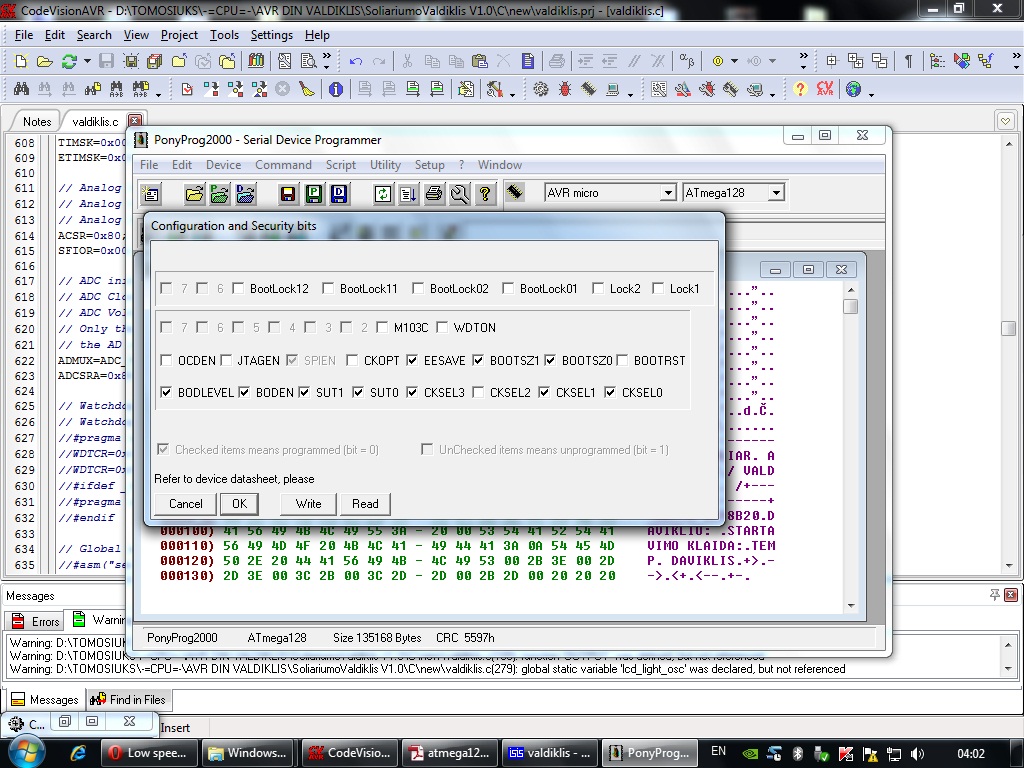 CodeVisionAVR - D:\TOMOSIUKS\-=CPU=-\AVR DIN VALDIKLIS\SoliariumoValdiklis V1.0\C\new\valdiklis.prj - [valdiklis.c]
File Edit Search View Project Tools Settings Help
Notes valdiklis.c
608 TIMSK=0x00
609 ETIMSK=0x0
610
611 // Analog
612 // Analog
613 // Analog
614 ACSR=0x80;
615 SFIOR=0x00
616
617 // ADC ini
618 // ADC Clo
619 // ADC Vol
620 // Only th
621 // the AD
622 ADMUX=ADC_
623 ADCSRA=0x8
624
625 // Watchdo
626 // Watchdo
627 //#pragma
628 //WDTCR=0x
629 //WDTCR=0x
630 //#ifdef _
631 //#pragma
632 //#endif
633
634 // Global
635 //#asm("se
PonyProg2000 - Serial Device Programmer
File Edit Device Command Script Utility Setup ? Window
AVR micro ATmega128
Configuration and Security bits
7 6 BootLock12 BootLock11 BootLock02 BootLock01 Lock2 Lock1
7 6 5 4 3 2 M103C WDTON
OCDEN JTAGEN SPIEN CKOPT EESAVE BOOTSZ1 BOOTSZ0 BOOTRST
BODLEVEL BODEN SUT1 SUT0 CKSEL3 CKSEL2 CKSEL1 CKSEL0
Checked items means programmed (bit = 0) UnChecked items means unprogrammed (bit = 1)
Refer to device datasheet, please
Cancel OK Write Read
...".. 
...".. 
...".. 
...".. 
...".. 
...".. 
...".. 
..d.Č.
......
------
IAR. A
/ VALD
/+---
-----+
8B20.D
000100) 41 56 49 4B 4C 49 55 3A - 20 00 53 54 41 52 54 41 AVIKLIU: .STARTA
000110) 56 49 4D 4F 20 4B 4C 41 - 49 44 41 3A 0A 54 45 4D VIMO KLAIDA:.TEM
000120) 50 2E 20 44 41 56 49 4B - 4C 49 53 00 2B 3E 00 2D P. DAVIKLIS.+>.-
000130) 2D 3E 00 3C 2B 00 3C 2D - 2D 00 2B 2D 00 20 20 20 ->.<+.<--.+-.
PonyProg2000 ATmega128 Size 135168 Bytes CRC 5597h
Messages
Errors Warnin
Warning: D:\TOMOSIUK
Warning: D:\TOMOSIUKS\-=CPU=-\AVR DIN VALDIKLIS\SoliariumoValdiklis V1.0\C\new\valdiklis.c
Warning: D:\TOMOSIUKS\-=CPU=-\AVR DIN VALDIKLIS\SoliariumoValdiklis V1.0\C\new\valdiklis.c(279): global static variable 'lcd_light_osc' was declared, but not referenced
Messages Find in Files
C... Insert
Low spee... Windows... CodeVisio... atmega12... valdiklis - ... PonyProg... EN 04:02